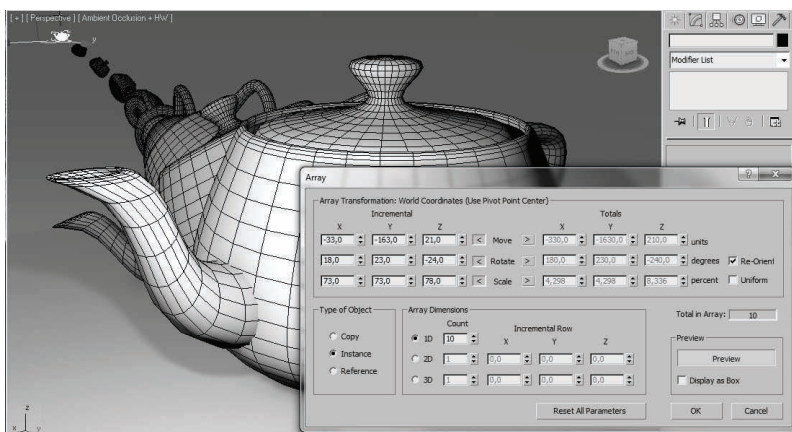 [ + ] [ Perspective ] [ Ambient Occlusion + HW ]
y
Modifier List
Array
Array Transformation: World Coordinates (Use Pivot Point Center)
Incremental Totals
X Y Z X Y Z
-33,0 -163,0 21,0 < Move > -330,0 -1630,0 210,0 units
18,0 23,0 -24,0 < Rotate > 180,0 230,0 -240,0 degrees Re-Orient
73,0 73,0 78,0 < Scale > 4,298 4,298 8,336 percent Uniform
Type of Object Array Dimensions Total in Array: 10
Count Incremental Row
Copy 1D 10 X Y Z Preview
Instance 2D 1 0,0 0,0 0,0 Preview
Reference 3D 1 0,0 0,0 0,0 Display as Box
Reset All Parameters OK Cancel
z
x y